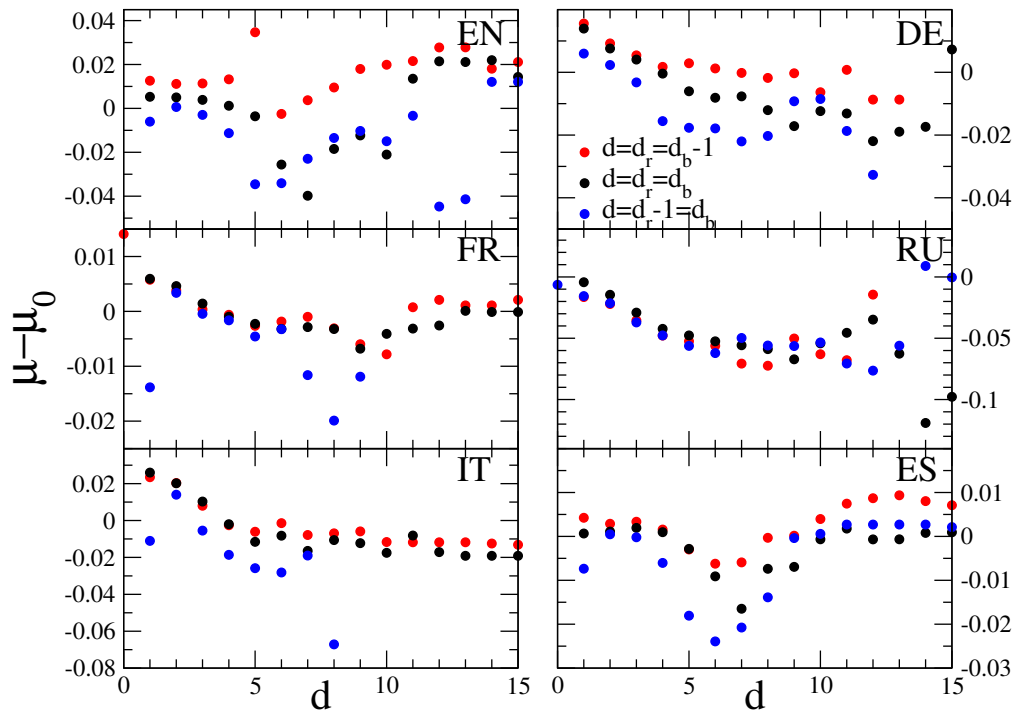 EN
0.04
0.02
0
-0.02
-0.04
DE
0
-0.02
-0.04
d=d_r=d_b-1
d=d_r=d_b
d=d_r-1=d_b
FR
0.01
0
-0.01
-0.02
RU
0
-0.05
-0.1
μ−μ_0
IT
0.02
0
-0.02
-0.04
-0.06
-0.08
ES
0.01
0
-0.01
-0.02
-0.03
0 5 10 15
0 5 10 15
d
d